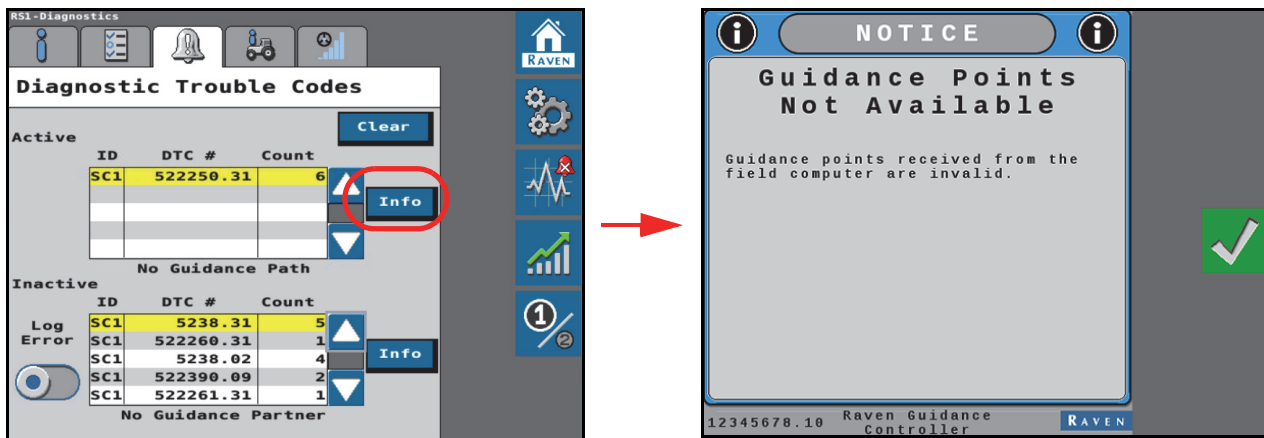 RS1-Diagnostics
RAVEN
Diagnostic Trouble Codes
Clear
Active
ID DTC # Count
SC1 522250.31 6
Info
No Guidance Path
Inactive
ID DTC # Count
Log Error
SC1 5238.31 5
SC1 522260.31 1
SC1 5238.02 4
SC1 522390.09 2
SC1 522261.31 1
Info
No Guidance Partner
1/2
NOTICE
Guidance Points
Not Available
Guidance points received from the
field computer are invalid.
12345678.10 Raven Guidance
Controller
RAVEN